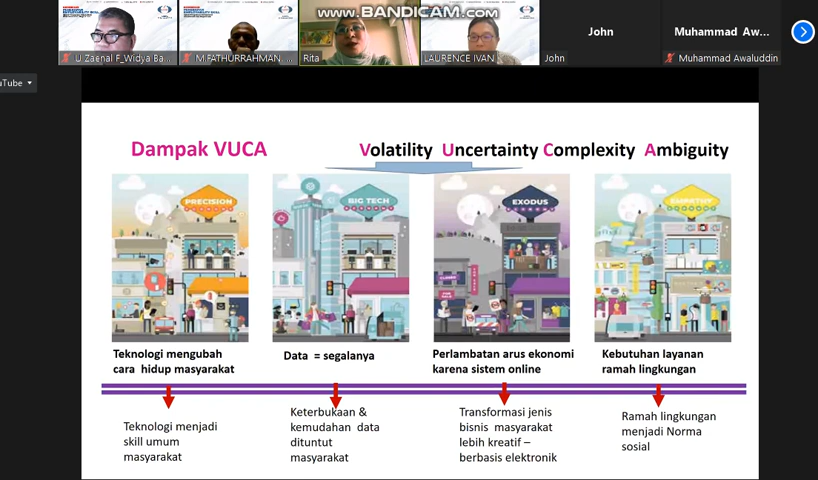 www.BANDICAM.com
U Zaenal F_Widya Ba...
M.FATHURRAHMAN. ...
Rita
LAURENCE IVAN
John
John
Muhammad Aw...
Muhammad Awaluddin
uTube
Dampak VUCA
Volatility Uncertainty Complexity Ambiguity
PRECISION
BIG TECH
EXODUS
EMPATHY
Teknologi mengubah
cara hidup masyarakat
Data = segalanya
Perlambatan arus ekonomi
karena sistem online
Kebutuhan layanan
ramah lingkungan
Teknologi menjadi
skill umum
masyarakat
Keterbukaan &
kemudahan data
dituntut
masyarakat
Transformasi jenis
bisnis masyarakat
lebih kreatif –
berbasis elektronik
Ramah lingkungan
menjadi Norma
sosial